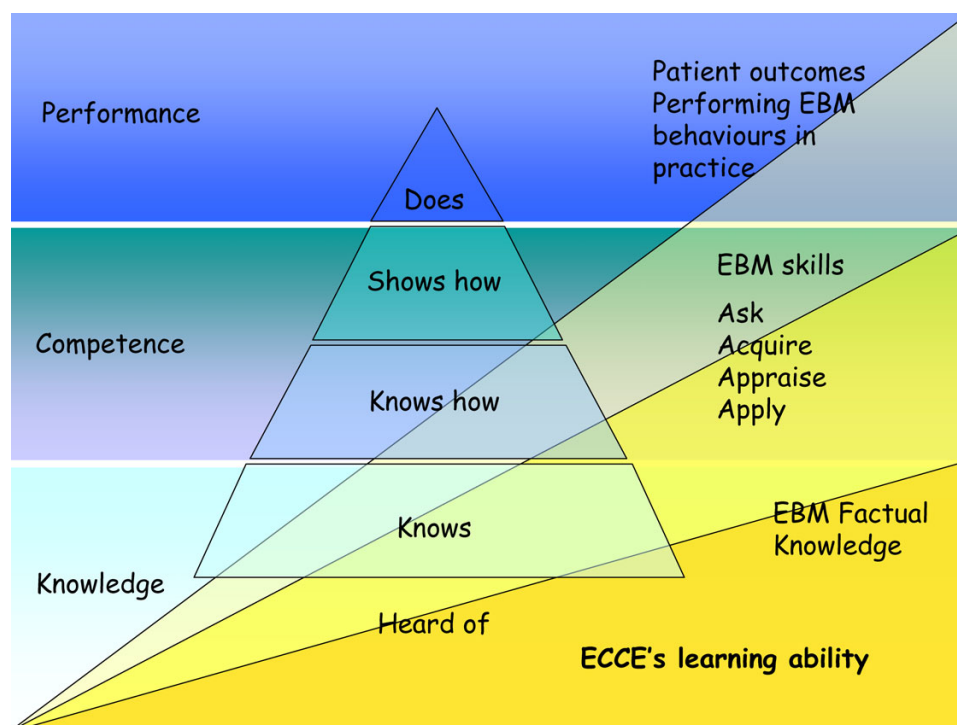 Patient outcomes
Performing EBM
behaviours in
practice
Performance
Does
EBM skills
Shows how
Ask
Acquire
Appraise
Apply
Competence
Knows how
EBM Factual
Knowledge
Knows
Knowledge
Heard of
ECCE's learning ability